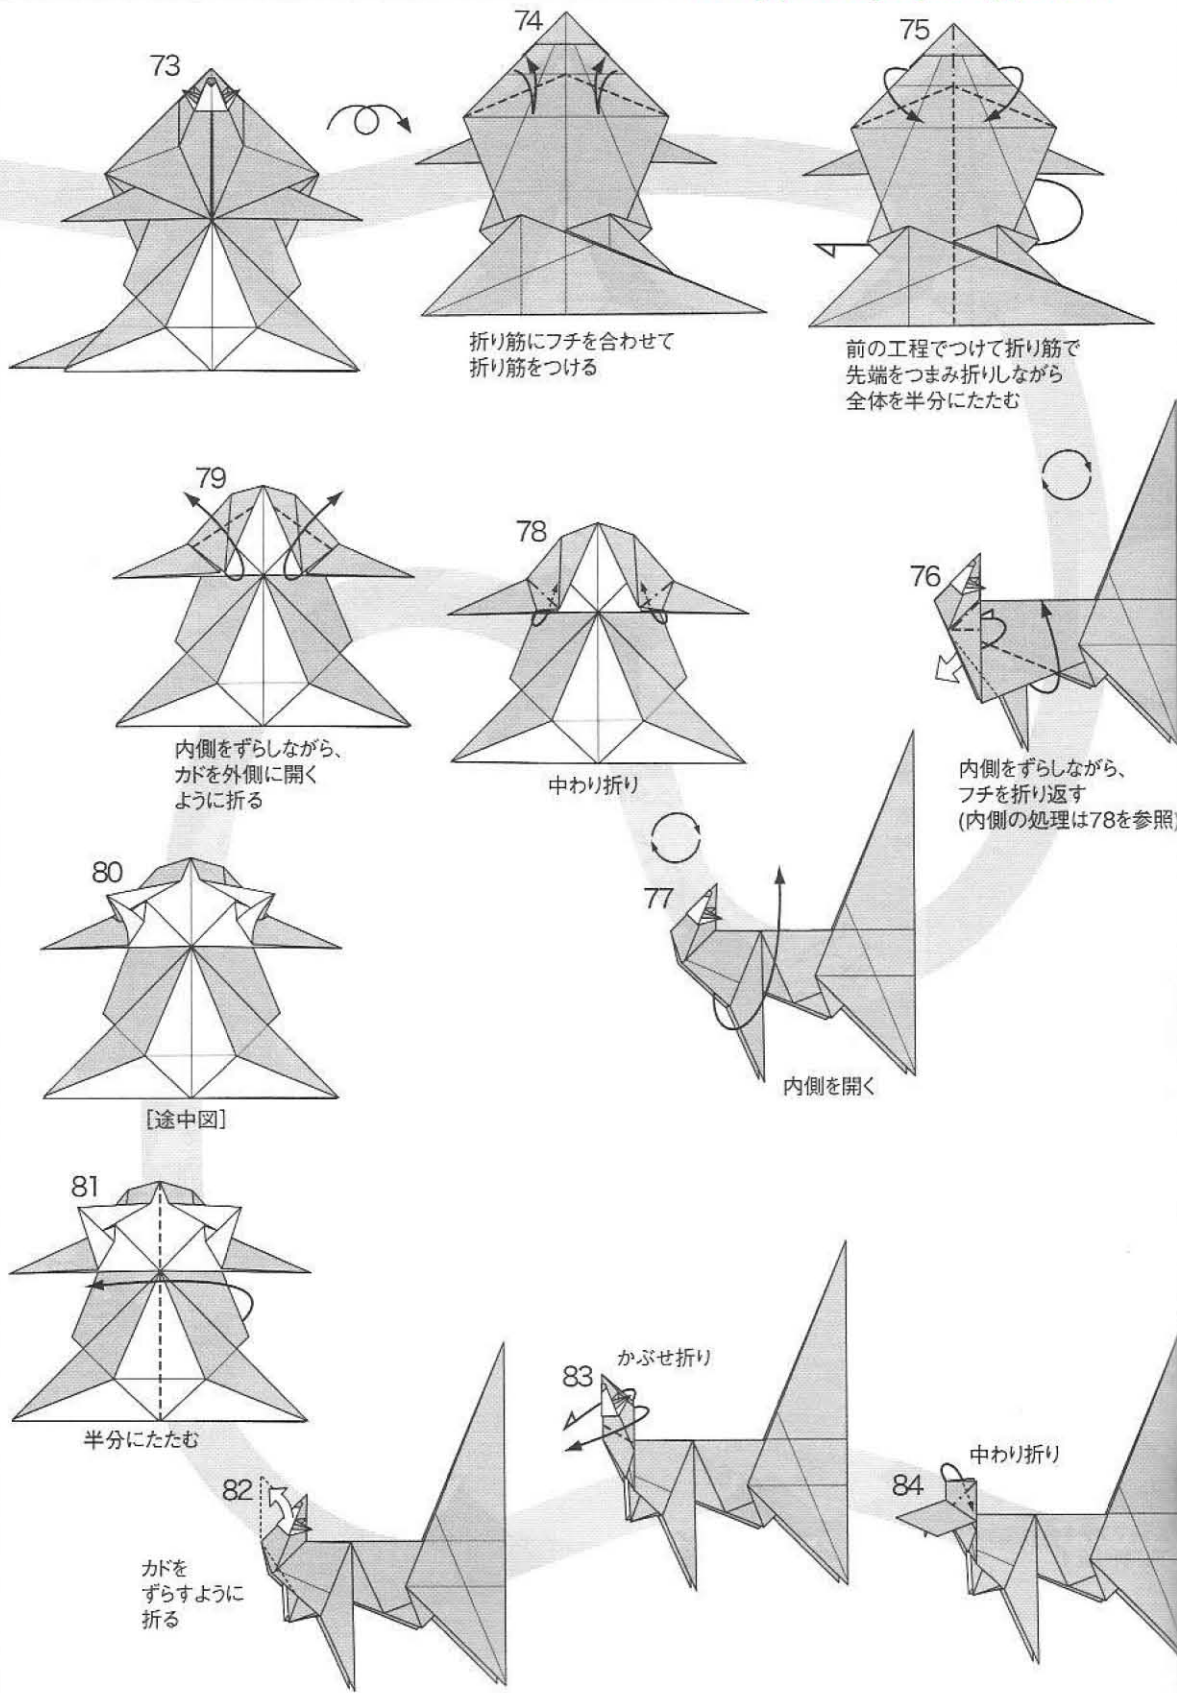 73
74
折り筋にフチを合わせて
折り筋をつける
75
前の工程でつけて折り筋で
先端をつまみ折りしながら
全体を半分にたたむ
76
内側をずらしながら、
フチを折り返す
(内側の処理は78を参照)
77
内側を開く
78
中わり折り
79
内側をずらしながら、
カドを外側に開く
ように折る
80
[途中図]
81
半分にたたむ
82
カドを
ずらすように
折る
83
かぶせ折り
84
中わり折り